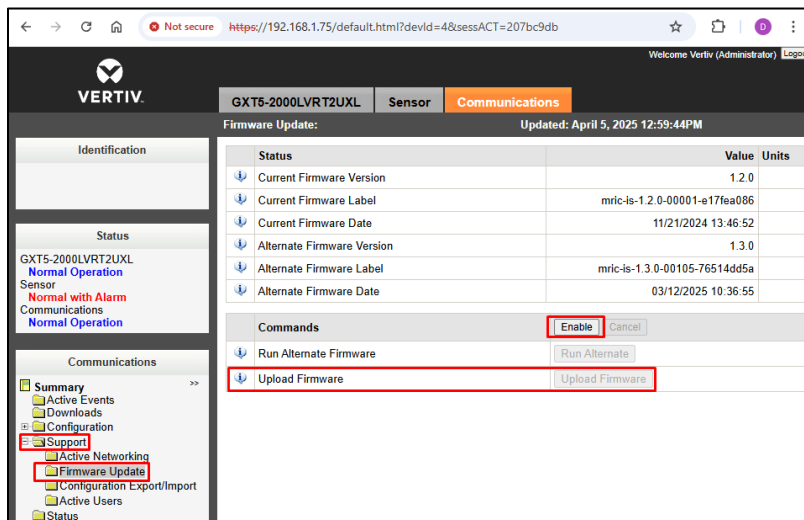 Not secure https://192.168.1.75/default.html?devId=4&sessACT=207bc9db D
Welcome Vertiv (Administrator) Logou
VERTIV.
GXT5-2000LVRT2UXL Sensor Communications
Firmware Update: Updated: April 5, 2025 12:59:44PM
Identification
Status
GXT5-2000LVRT2UXL
Normal Operation
Sensor
Normal with Alarm
Communications
Normal Operation
Communications
Summary >>
Active Events
Downloads
Configuration
Support
Active Networking
Firmware Update
Configuration Export/Import
Active Users
Status
Status Value Units
Current Firmware Version 1.2.0
Current Firmware Label mric-is-1.2.0-00001-e17fea086
Current Firmware Date 11/21/2024 13:46:52
Alternate Firmware Version 1.3.0
Alternate Firmware Label mric-is-1.3.0-00105-76514dd5a
Alternate Firmware Date 03/12/2025 10:36:55
Commands Enable Cancel
Run Alternate Firmware Run Alternate
Upload Firmware Upload Firmware